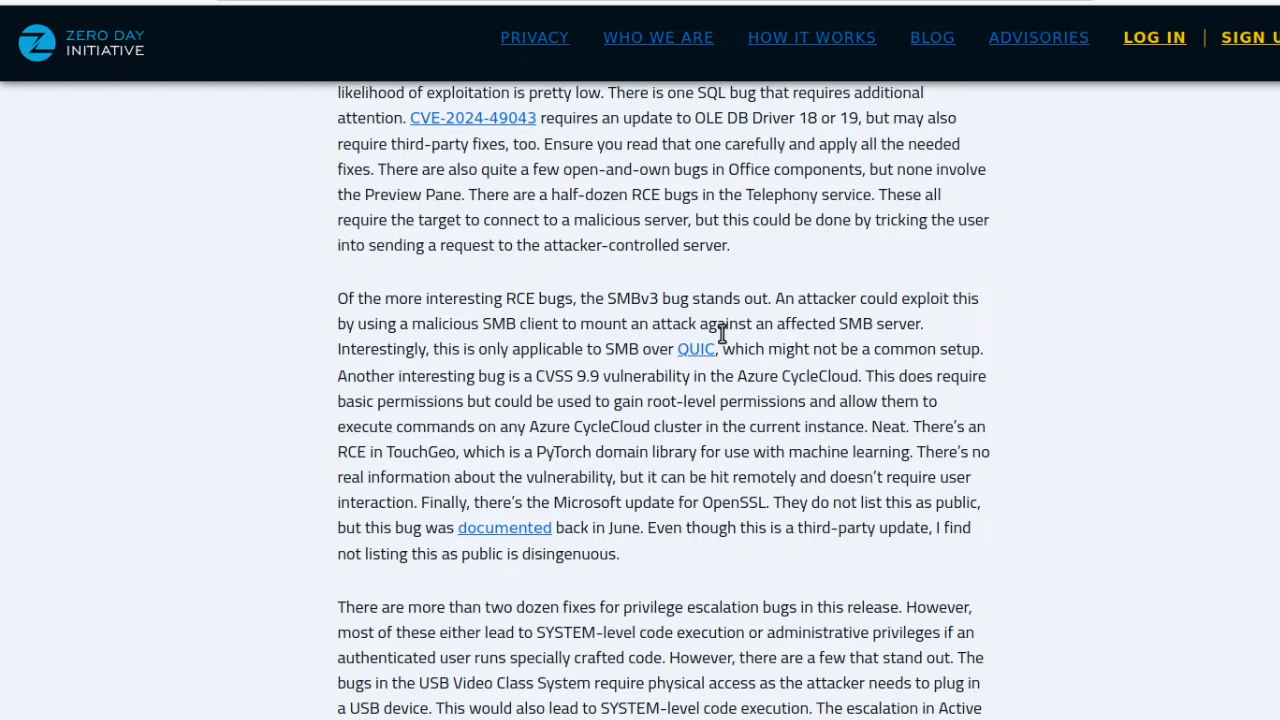 ZERO DAY
INITIATIVE
PRIVACY WHO WE ARE HOW IT WORKS BLOG ADVISORIES LOG IN | SIGN U
likelihood of exploitation is pretty low. There is one SQL bug that requires additional
attention. CVE-2024-49043 requires an update to OLE DB Driver 18 or 19, but may also
require third-party fixes, too. Ensure you read that one carefully and apply all the needed
fixes. There are also quite a few open-and-own bugs in Office components, but none involve
the Preview Pane. There are a half-dozen RCE bugs in the Telephony service. These all
require the target to connect to a malicious server, but this could be done by tricking the user
into sending a request to the attacker-controlled server.
Of the more interesting RCE bugs, the SMBv3 bug stands out. An attacker could exploit this
by using a malicious SMB client to mount an attack against an affected SMB server.
Interestingly, this is only applicable to SMB over QUIC, which might not be a common setup.
Another interesting bug is a CVSS 9.9 vulnerability in the Azure CycleCloud. This does require
basic permissions but could be used to gain root-level permissions and allow them to
execute commands on any Azure CycleCloud cluster in the current instance. Neat. There’s an
RCE in TouchGeo, which is a PyTorch domain library for use with machine learning. There’s no
real information about the vulnerability, but it can be hit remotely and doesn’t require user
interaction. Finally, there’s the Microsoft update for OpenSSL. They do not list this as public,
but this bug was documented back in June. Even though this is a third-party update, I find
not listing this as public is disingenuous.
There are more than two dozen fixes for privilege escalation bugs in this release. However,
most of these either lead to SYSTEM-level code execution or administrative privileges if an
authenticated user runs specially crafted code. However, there are a few that stand out. The
bugs in the USB Video Class System require physical access as the attacker needs to plug in
a USB device. This would also lead to SYSTEM-level code execution. The escalation in Active